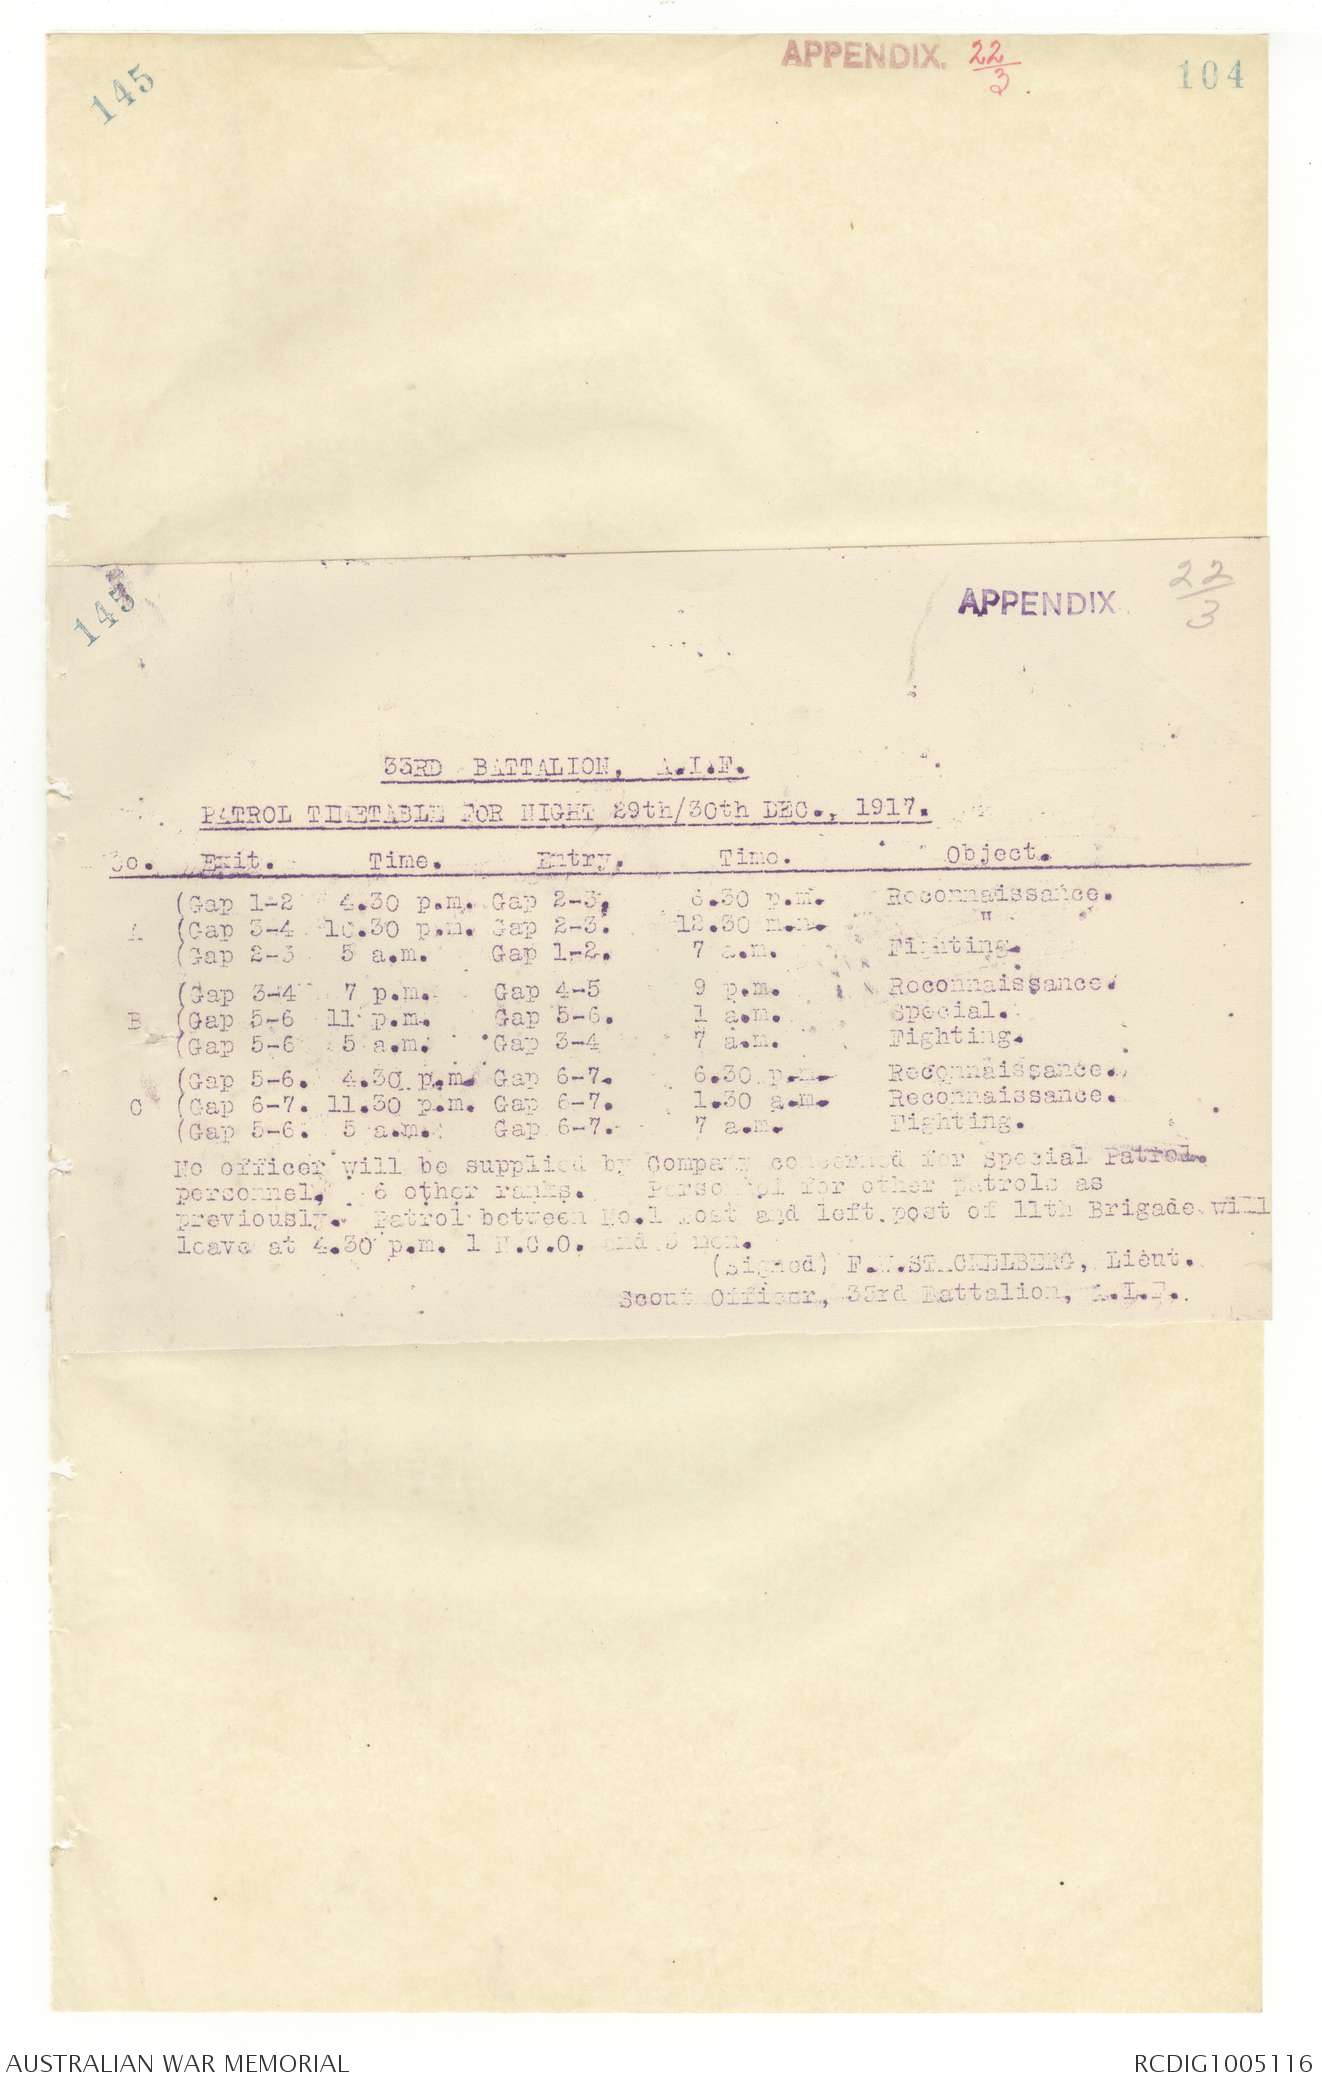 145
APPENDIX. 22/3.
104
145
APPENDIX. 22/3
33RD BATTALION, A.I.F.
PATROL TIMETABLE FOR NIGHT 29th/30th DEC., 1917.
Co. Exit. Time. Entry. Time. Object.
(Gap 1-2 4.30 p.m. Gap 2-3. 6.30 p.m. Reconnaissance.
A (Gap 3-4 10.30 p.m. Gap 2-3. 12.30 "
(Gap 2-3 5 a.m. Gap 1-2. 7 a.m. Fighting.
(Gap 3-4 7 p.m. Gap 4-5 9 p.m. Reconnaissance.
B (Gap 5-6 11 p.m. Gap 5-6. 1 a.m. Special.
(Gap 5-6 5 a.m. Gap 3-4 7 a.m. Fighting.
(Gap 5-6. 4.30 p.m. Gap 6-7. 6.30 p.m. Reconnaissance.
C (Gap 6-7. 11.30 p.m. Gap 6-7. 1.30 a.m. Reconnaissance.
(Gap 5-6. 5 a.m. Gap 6-7. 7 a.m. Fighting.
No officer will be supplied by Company concerned for Special Patrol.
personnel, 6 other ranks. Personnel for other patrols as
previously. Patrol between No.1 Post and left post of 11th Brigade will
leave at 4.30 p.m. 1 N.C.O. and 3 men.
(Signed) F.W.STACKELBERG, Lieut.
Scout Officer, 33rd Battalion, A.I.F.
AUSTRALIAN WAR MEMORIAL
RCDIG1005116